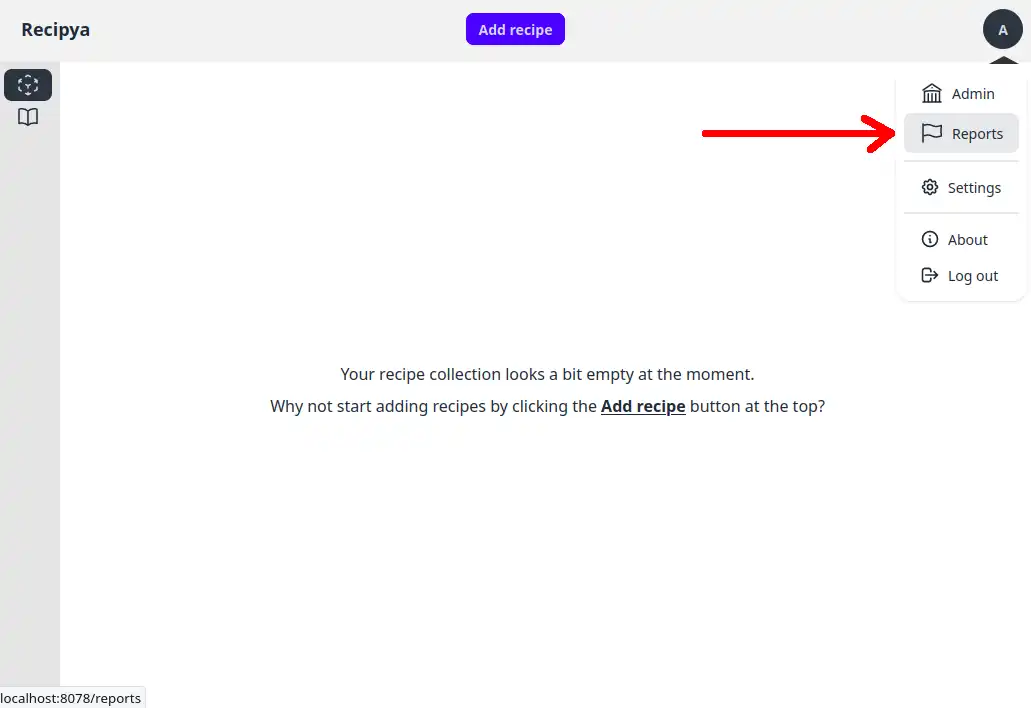 Recipya
Add recipe
A
Admin
Reports
Settings
About
Log out
Your recipe collection looks a bit empty at the moment.
Why not start adding recipes by clicking the Add recipe button at the top?
localhost:8078/reports